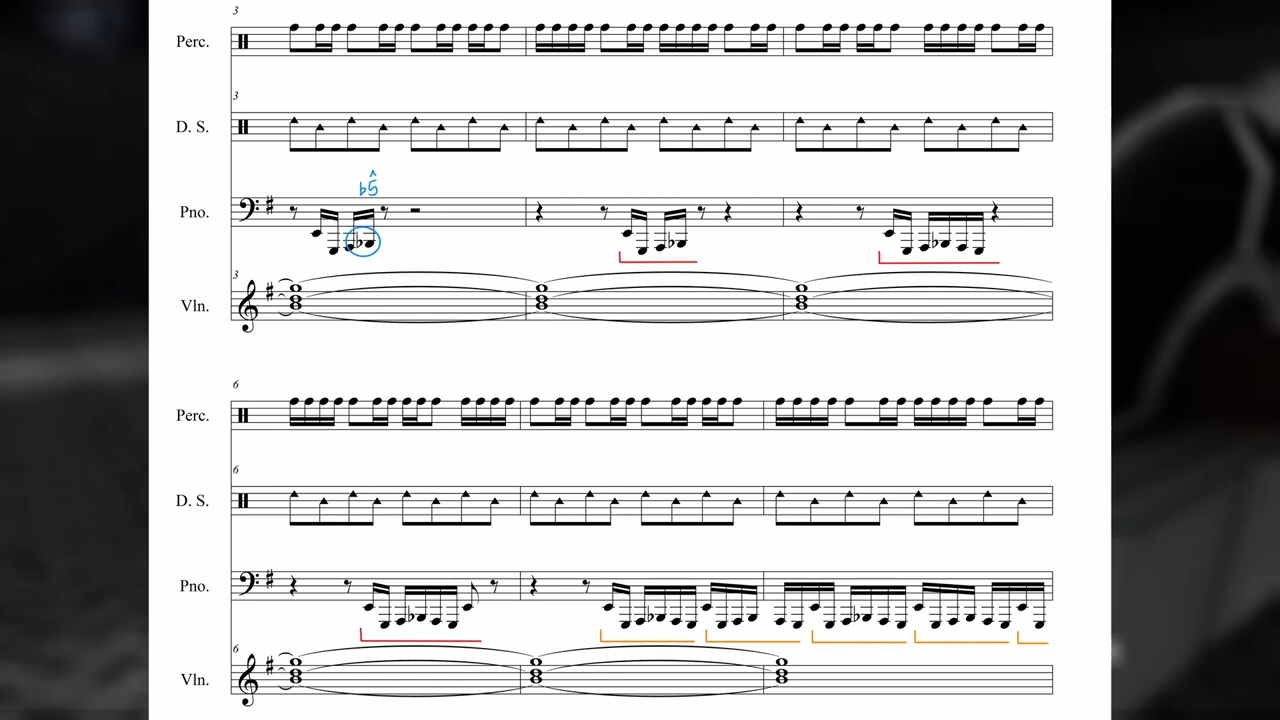 3
Perc.
3
D. S.
♭5̂
Pno.
3
Vln.
6
Perc.
6
D. S.
Pno.
6
Vln.